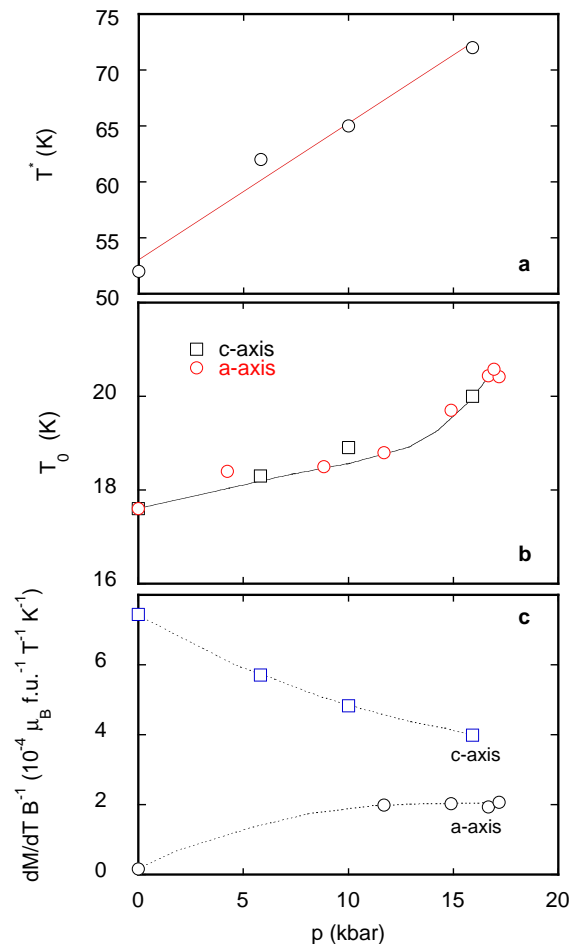 75
70
65
60
55
50
T* (K)
a
20
18
16
T0 (K)
c-axis
a-axis
b
6
4
2
0
dM/dT B-1 (10-4 μB f.u.-1 T-1 K-1)
c
c-axis
a-axis
0 5 10 15 20
p (kbar)